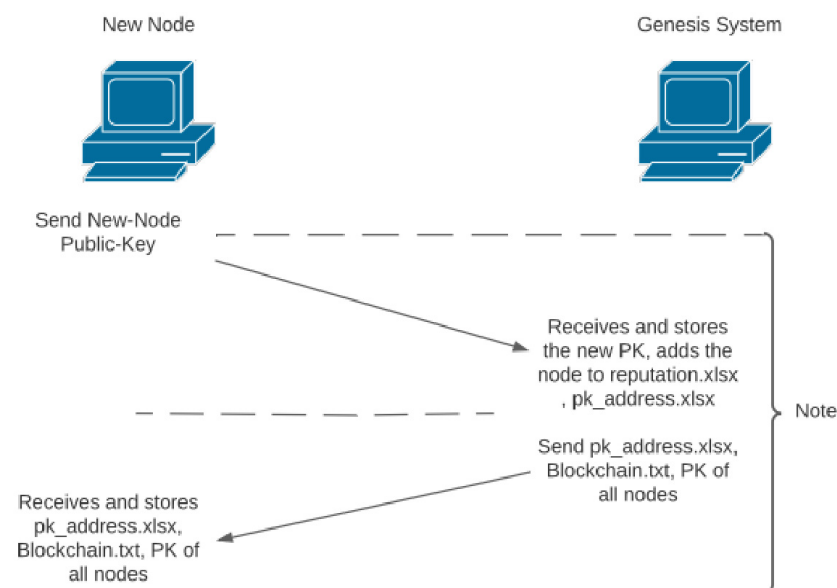 New Node
Genesis System
Send New-Node
Public-Key
Receives and stores
the new PK, adds the
node to reputation.xlsx
, pk_address.xlsx
Note
Send pk_address.xlsx,
Blockchain.txt, PK of
all nodes
Receives and stores
pk_address.xlsx,
Blockchain.txt, PK of
all nodes